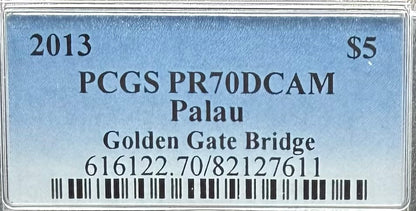 2013 $5
PCGS PR70DCAM
Palau
Golden Gate Bridge
616122.70/82127611